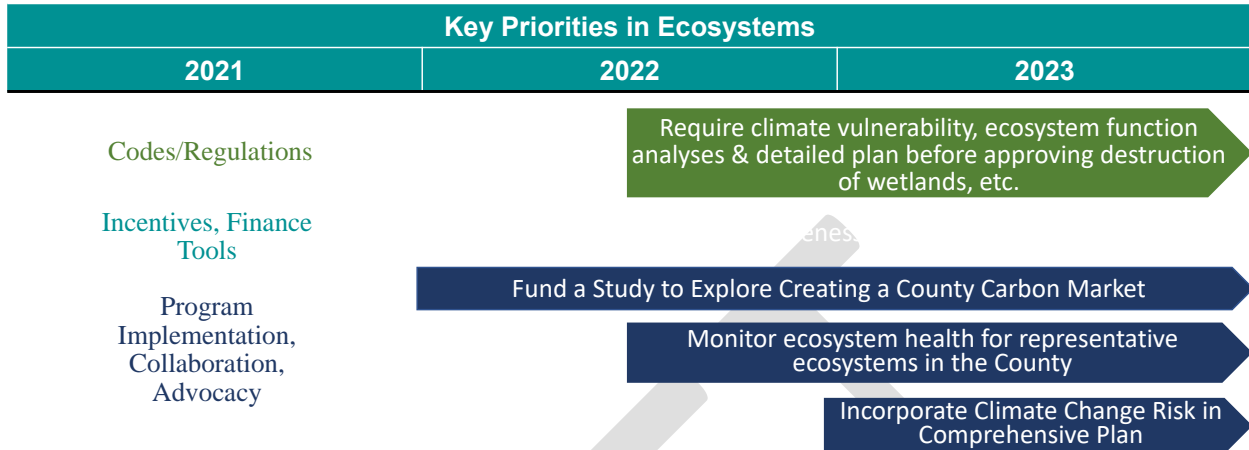 Key Priorities in Ecosystems
2021 2022 2023
Codes/Regulations
Require climate vulnerability, ecosystem function
analyses & detailed plan before approving destruction
of wetlands, etc.
Incentives, Finance
Tools
Program
Implementation,
Collaboration,
Advocacy
Fund a Study to Explore Creating a County Carbon Market
Monitor ecosystem health for representative
ecosystems in the County
Incorporate Climate Change Risk in
Comprehensive Plan